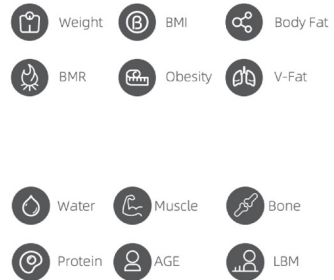 Weight BMI Body Fat
BMR Obesity V-Fat
Water Muscle Bone
Protein AGE LBM